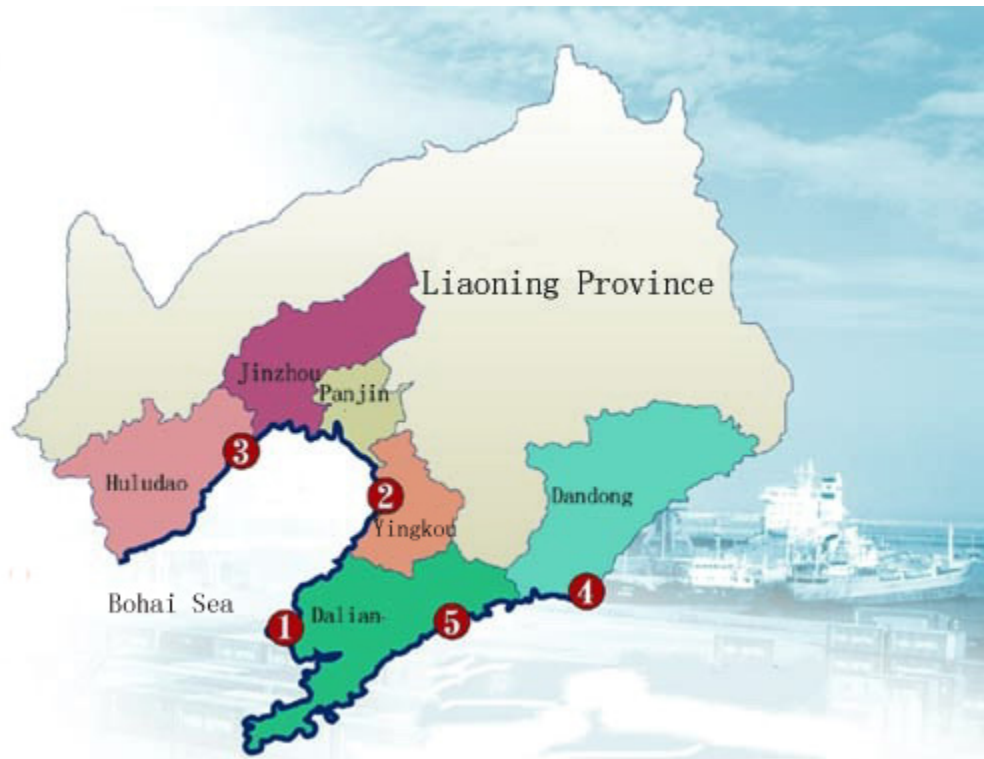 Liaoning Province
Jinzhou
Panjin
3
Huludao
2
Dandong
Yingkou
4
Bohai Sea
1
Dalian
5